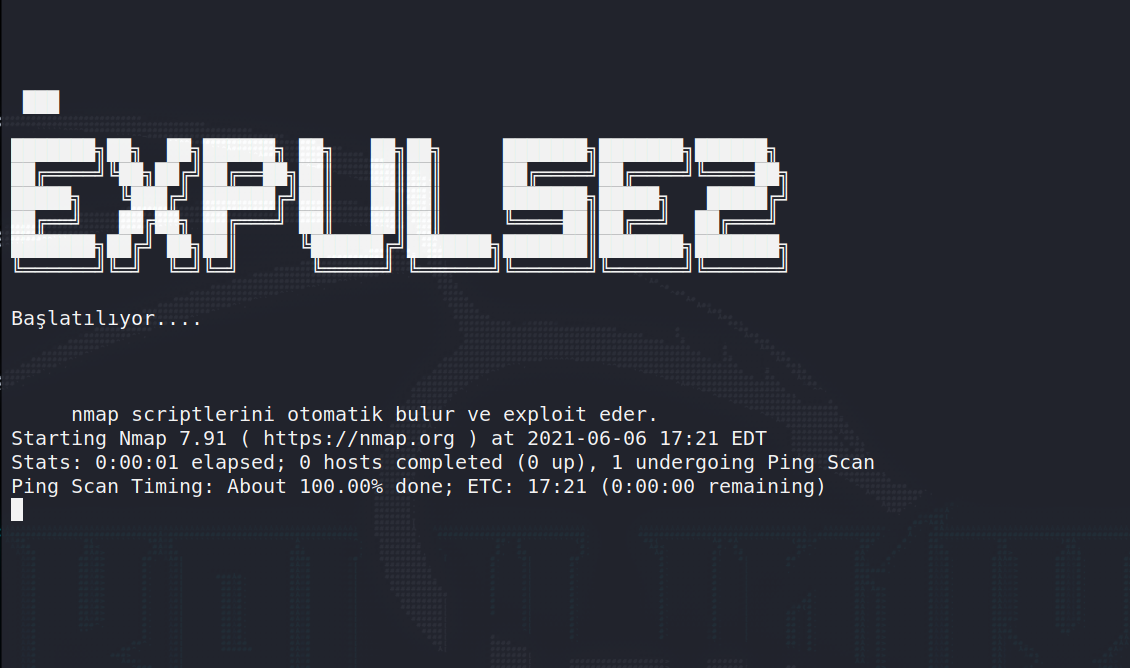 EXPULSEZ
Başlatılıyor....
nmap scriptlerini otomatik bulur ve exploit eder.
Starting Nmap 7.91 ( https://nmap.org ) at 2021-06-06 17:21 EDT
Stats: 0:00:01 elapsed; 0 hosts completed (0 up), 1 undergoing Ping Scan
Ping Scan Timing: About 100.00% done; ETC: 17:21 (0:00:00 remaining)